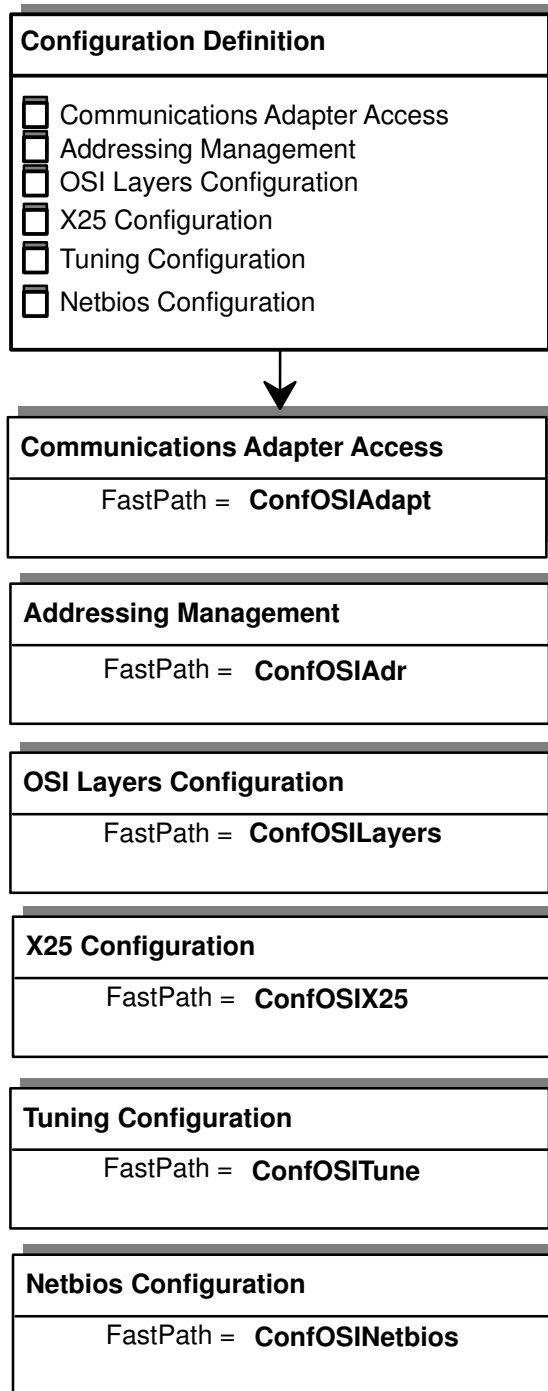 Configuration Definition
Communications Adapter Access
Addressing Management
OSI Layers Configuration
X25 Configuration
Tuning Configuration
Netbios Configuration
Communications Adapter Access
FastPath = ConfOSIAdapt
Addressing Management
FastPath = ConfOSIAdr
OSI Layers Configuration
FastPath = ConfOSILayers
X25 Configuration
FastPath = ConfOSIX25
Tuning Configuration
FastPath = ConfOSITune
Netbios Configuration
FastPath = ConfOSINetbios